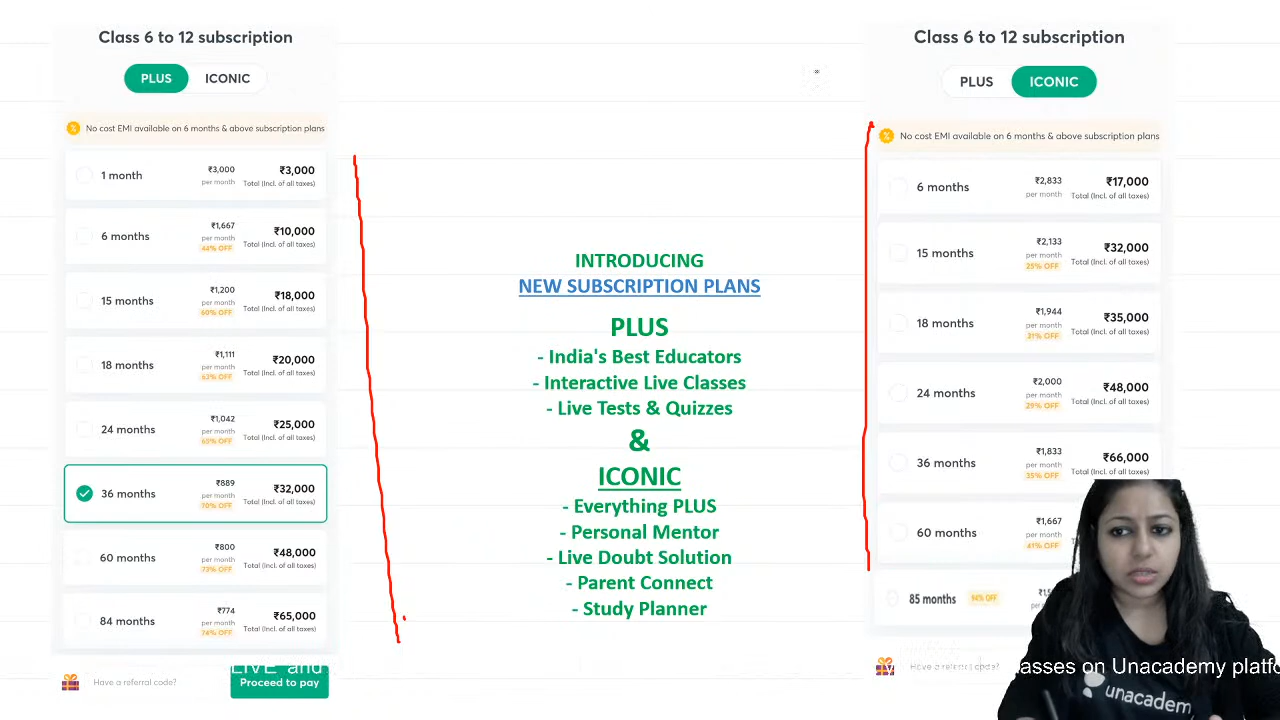 Class 6 to 12 subscription
PLUS ICONIC
No cost EMI available on 6 months & above subscription plans
1 month ₹3,000 per month ₹3,000 Total (Incl. of all taxes)
6 months ₹1,667 per month 44% OFF ₹10,000 Total (Incl. of all taxes)
15 months ₹1,200 per month 60% OFF ₹18,000 Total (Incl. of all taxes)
18 months ₹1,111 per month 63% OFF ₹20,000 Total (Incl. of all taxes)
24 months ₹1,042 per month 65% OFF ₹25,000 Total (Incl. of all taxes)
36 months ₹889 per month 70% OFF ₹32,000 Total (Incl. of all taxes)
60 months ₹800 per month 73% OFF ₹48,000 Total (Incl. of all taxes)
84 months ₹774 per month 74% OFF ₹65,000 Total (Incl. of all taxes)
Have a referral code?
Proceed to pay
INTRODUCING
NEW SUBSCRIPTION PLANS
PLUS
- India's Best Educators
- Interactive Live Classes
- Live Tests & Quizzes
&
ICONIC
- Everything PLUS
- Personal Mentor
- Live Doubt Solution
- Parent Connect
- Study Planner
Class 6 to 12 subscription
PLUS ICONIC
No cost EMI available on 6 months & above subscription plans
6 months ₹2,833 per month ₹17,000 Total (Incl. of all taxes)
15 months ₹2,133 per month 25% OFF ₹32,000 Total (Incl. of all taxes)
18 months ₹1,944 per month 31% OFF ₹35,000 Total (Incl. of all taxes)
24 months ₹2,000 per month 29% OFF ₹48,000 Total (Incl. of all taxes)
36 months ₹1,833 per month 35% OFF ₹66,000 Total (Incl. of all taxes)
60 months ₹1,667 per month 41% OFF
85 months 94% OFF
Have a referral code?
LIVE and
classes on Unacademy platfo
unacademy